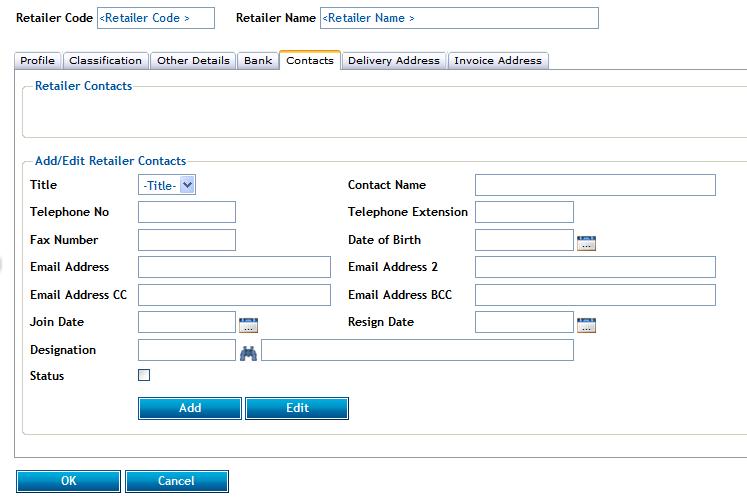 Retailer Code <Retailer Code > Retailer Name <Retailer Name >
Profile Classification Other Details Bank Contacts Delivery Address Invoice Address
Retailer Contacts
Add/Edit Retailer Contacts
Title -Title- Contact Name
Telephone No Telephone Extension
Fax Number Date of Birth
Email Address Email Address 2
Email Address CC Email Address BCC
Join Date Resign Date
Designation
Status
Add Edit
OK Cancel